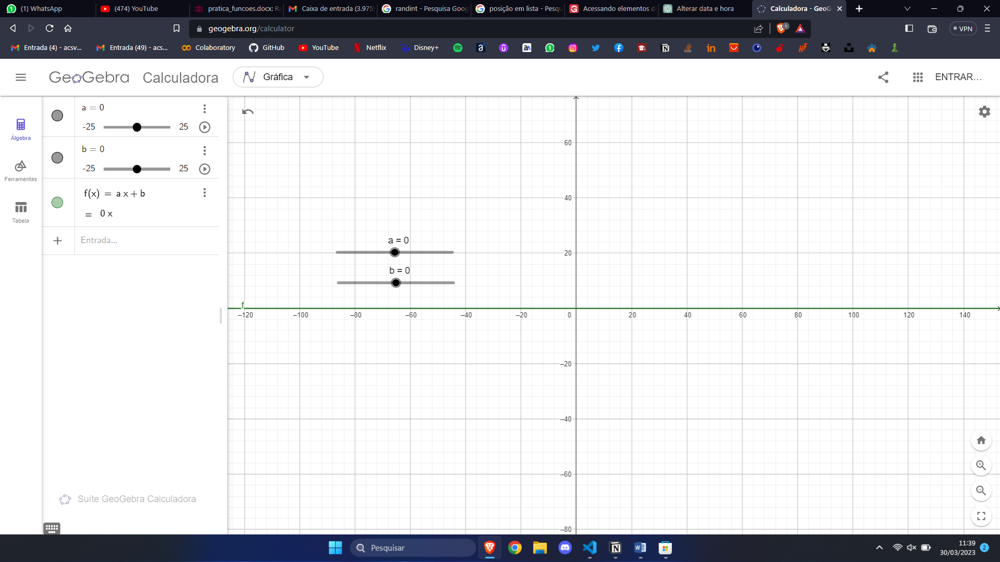 (1) WhatsApp
(474) YouTube
pratica_funcoes.docx: Ra
Caixa de entrada (3.975)
randint - Pesquisa Goog
posição em lista - Pesqu
Acessando elementos d
Alterar data e hora
Calculadora - GeoG
geogebra.org/calculator
1
VPN
Entrada (4) - acsv...
Entrada (49) - acs...
Colaboratory
GitHub
YouTube
Netflix
Disney+
GeoGebra
Calculadora
Gráfica
ENTRAR...
Álgebra
Ferramentas
Tabela
a = 0
-25
25
b = 0
-25
25
f(x) = a x + b
= 0 x
Entrada...
Suíte GeoGebra Calculadora
a = 0
b = 0
f
60
40
20
-120
-100
-80
-60
-40
-20
0
20
40
60
80
100
120
140
-20
-40
-60
-80
Pesquisar
11:39
30/03/2023
2